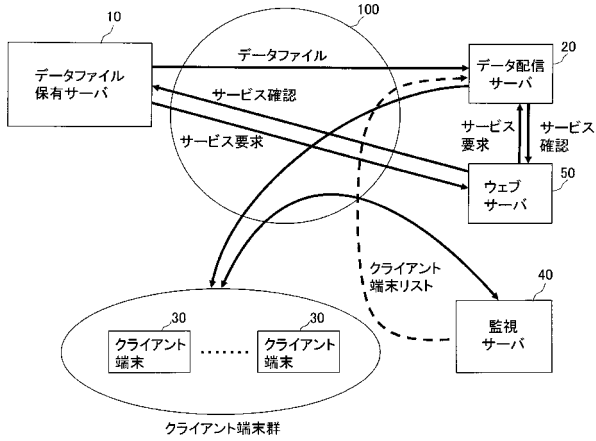 10
100
データファイル
保有サーバ
データファイル
20
データ配信
サーバ
サービス確認
サービス要求
サービス
要求
サービス
確認
50
ウェブ
サーバ
クライアント
端末リスト
40
監視
サーバ
30
クライアント
端末
......
30
クライアント
端末
クライアント端末群